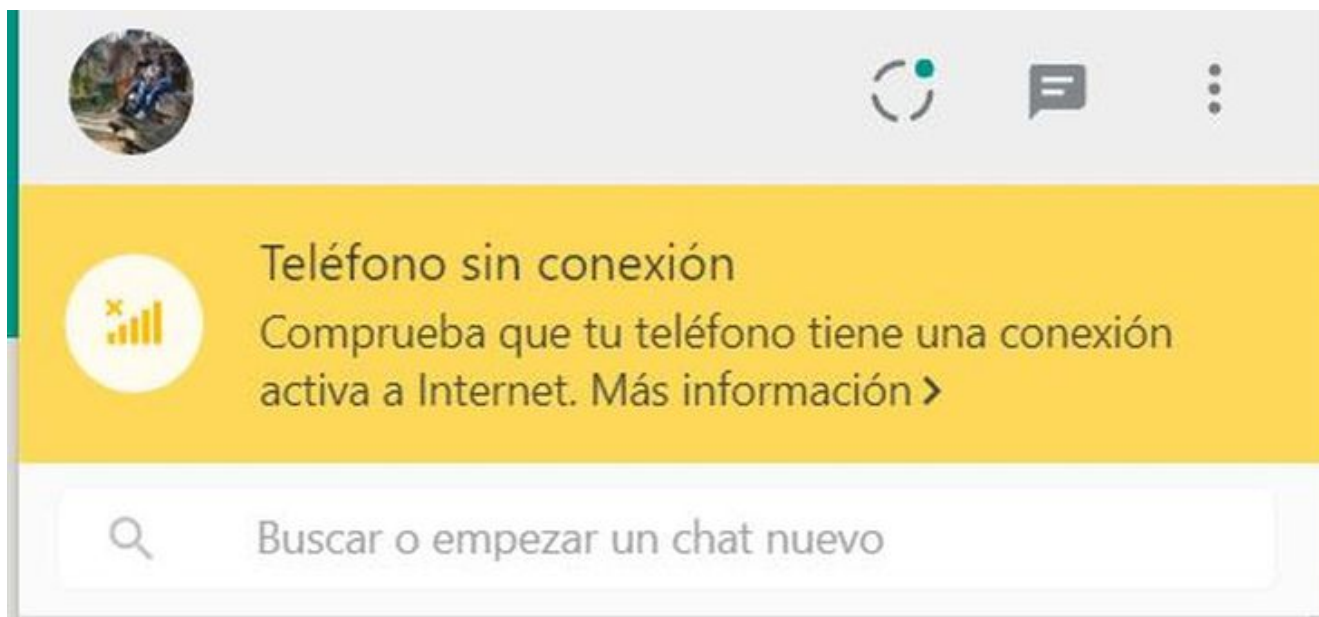 Teléfono sin conexión
Comprueba que tu teléfono tiene una conexión
activa a Internet. Más información >
Buscar o empezar un chat nuevo